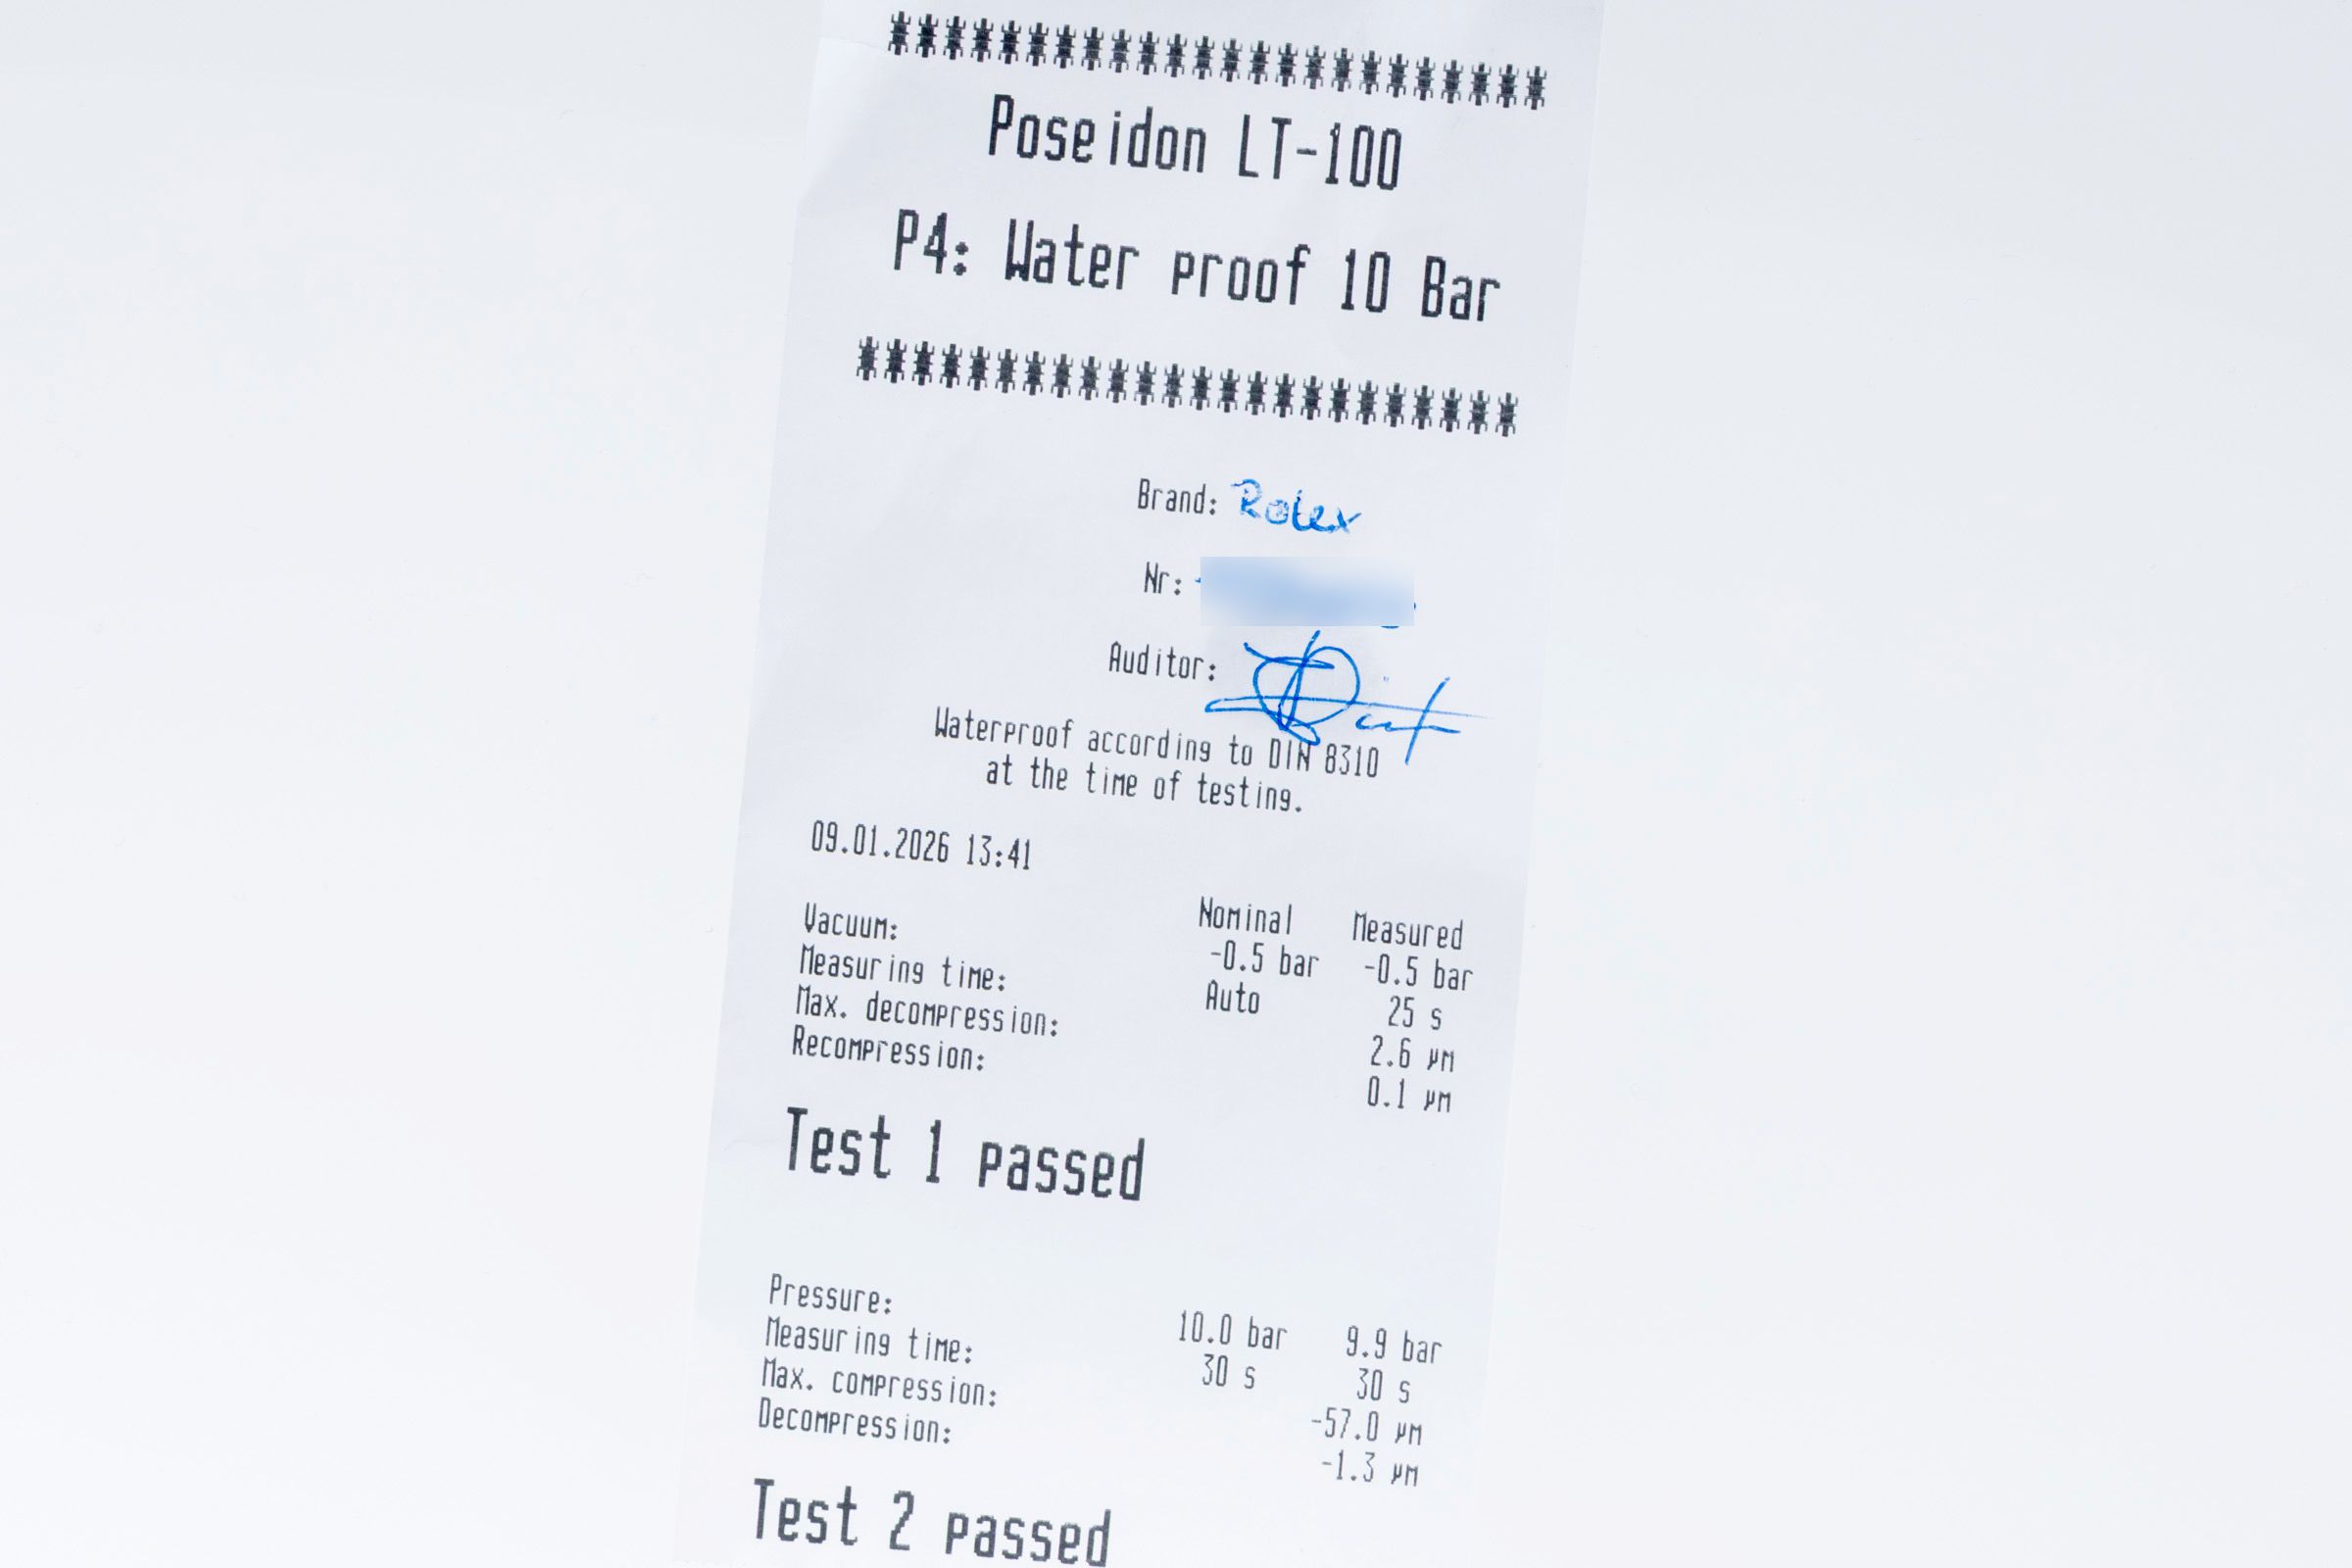 Poseidon LT-100
P4: Water proof 10 Bar
Brand: Rolex
Nr:
Auditor:
Waterproof according to DIN 8310
at the time of testing.
09.01.2026 13:41
Nominal Measured
Vacuum: -0.5 bar -0.5 bar
Measuring time: Auto 25 s
Max. decompression: 2.6 µm
Recompression: 0.1 µm
Test 1 passed
Pressure: 10.0 bar 9.9 bar
Measuring time: 30 s 30 s
Max. compression: -57.0 µm
Decompression: -1.3 µm
Test 2 passed